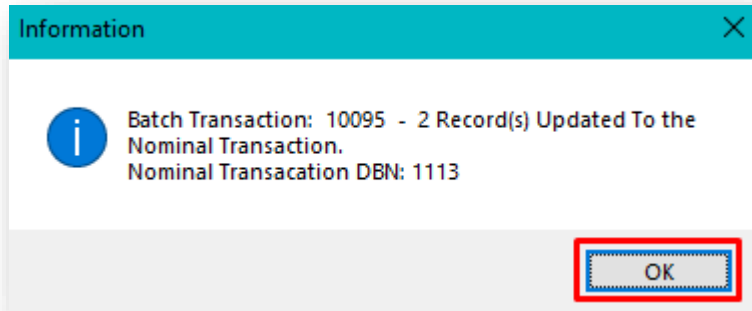 Information
Batch Transaction:  10095  -  2 Record(s) Updated To the
Nominal Transaction.
Nominal Transacation DBN: 1113
OK